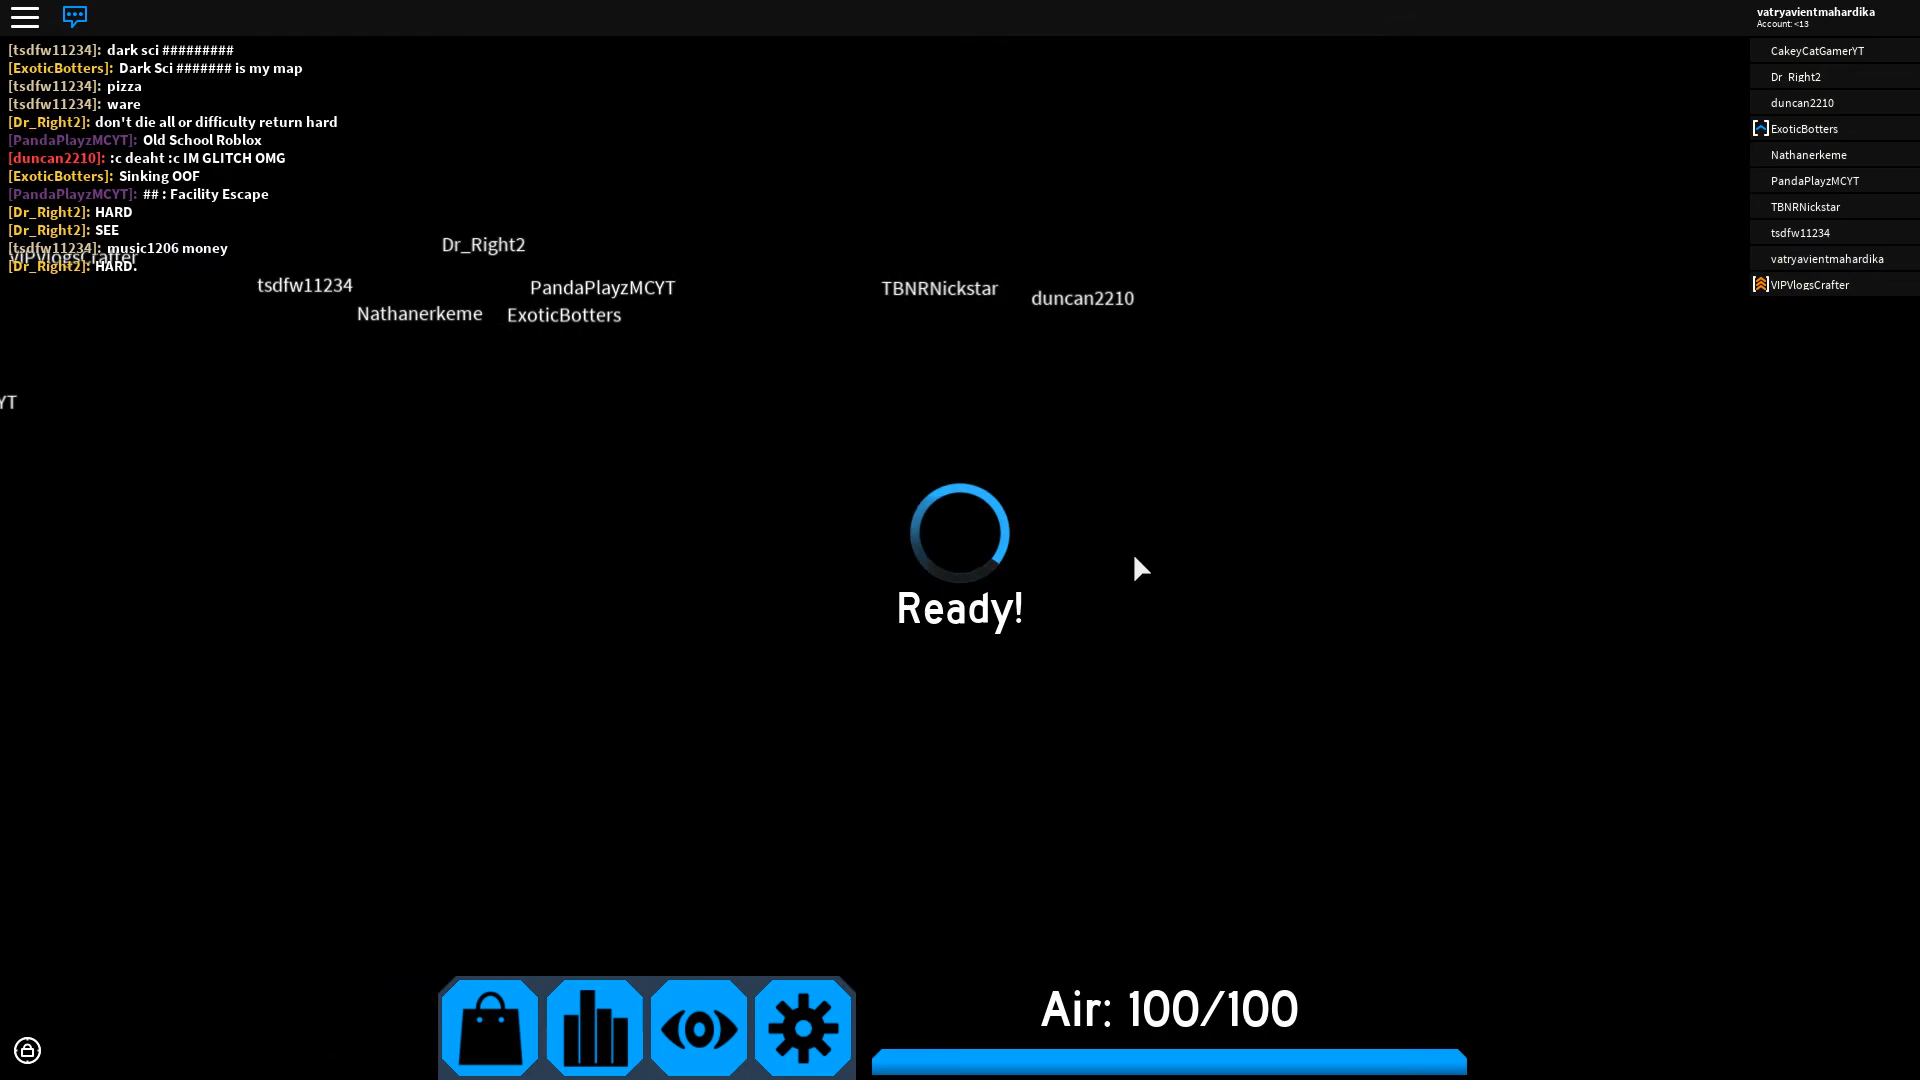 [tsdfw11234]: dark sci #########
[ExoticBotters]: Dark Sci ####### is my map
[tsdfw11234]: pizza
[tsdfw11234]: ware
[Dr_Right2]: don't die all or difficulty return hard
[PandaPlayzMCYT]: Old School Roblox
[duncan2210]: :c deaht :c IM GLITCH OMG
[ExoticBotters]: Sinking OOF
[PandaPlayzMCYT]: ## : Facility Escape
[Dr_Right2]: HARD
[Dr_Right2]: SEE
[tsdfw11234]: music1206 money
[Dr_Right2]: HARD.
VIPVlogsCrafter
Dr_Right2
tsdfw11234
PandaPlayzMCYT
TBNRNickstar
duncan2210
Nathanerkeme
ExoticBotters
YT
Ready!
Air: 100/100
vatryavientmahardika
Account: <13
CakeyCatGamerYT
Dr_Right2
duncan2210
ExoticBotters
Nathanerkeme
PandaPlayzMCYT
TBNRNickstar
tsdfw11234
vatryavientmahardika
VIPVlogsCrafter